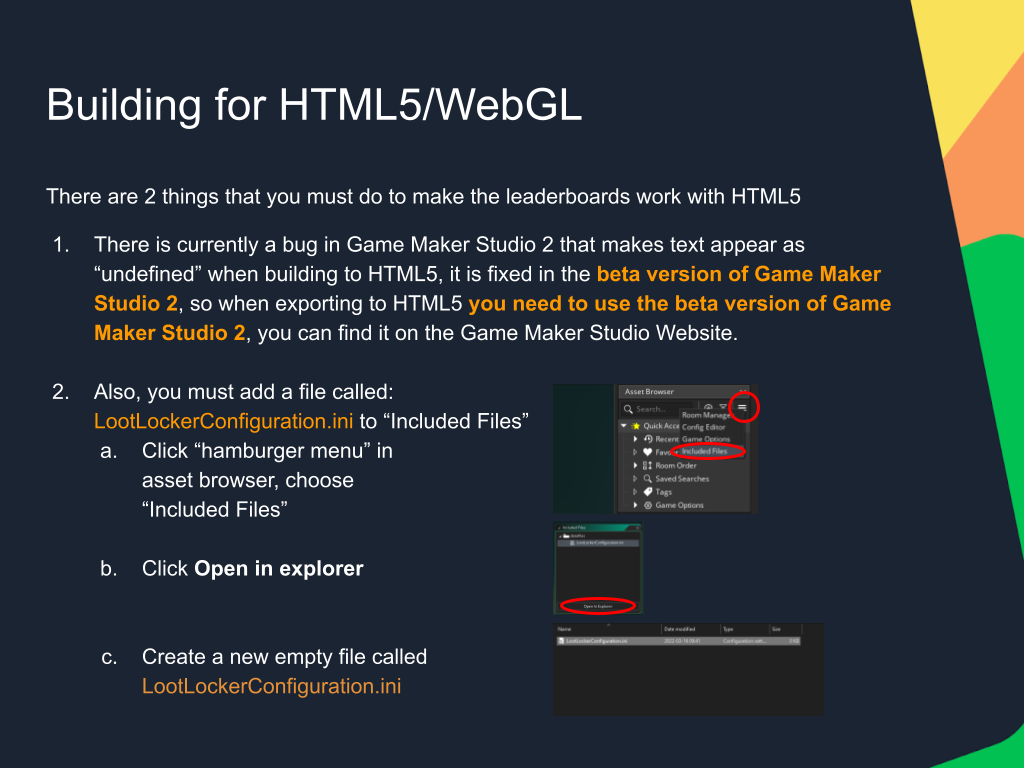 Building for HTML5/WebGL
There are 2 things that you must do to make the leaderboards work with HTML5
1. There is currently a bug in Game Maker Studio 2 that makes text appear as
“undefined” when building to HTML5, it is fixed in the beta version of Game Maker
Studio 2, so when exporting to HTML5 you need to use the beta version of Game
Maker Studio 2, you can find it on the Game Maker Studio Website.
2. Also, you must add a file called:
LootLockerConfiguration.ini to “Included Files”
a. Click “hamburger menu” in
asset browser, choose
“Included Files”
b. Click Open in explorer
c. Create a new empty file called
LootLockerConfiguration.ini
Asset Browser
Search...
Room Manage
Quick Acce
Config Editor
Recent
Game Options
Favo
Included Files
Room Order
Saved Searches
Tags
Game Options
Included Files
datafiles
LootLockerConfiguration.ini
Open in Explorer
Name Date modified Type Size
LootLockerConfiguration.ini Configuration sett... 0 KB